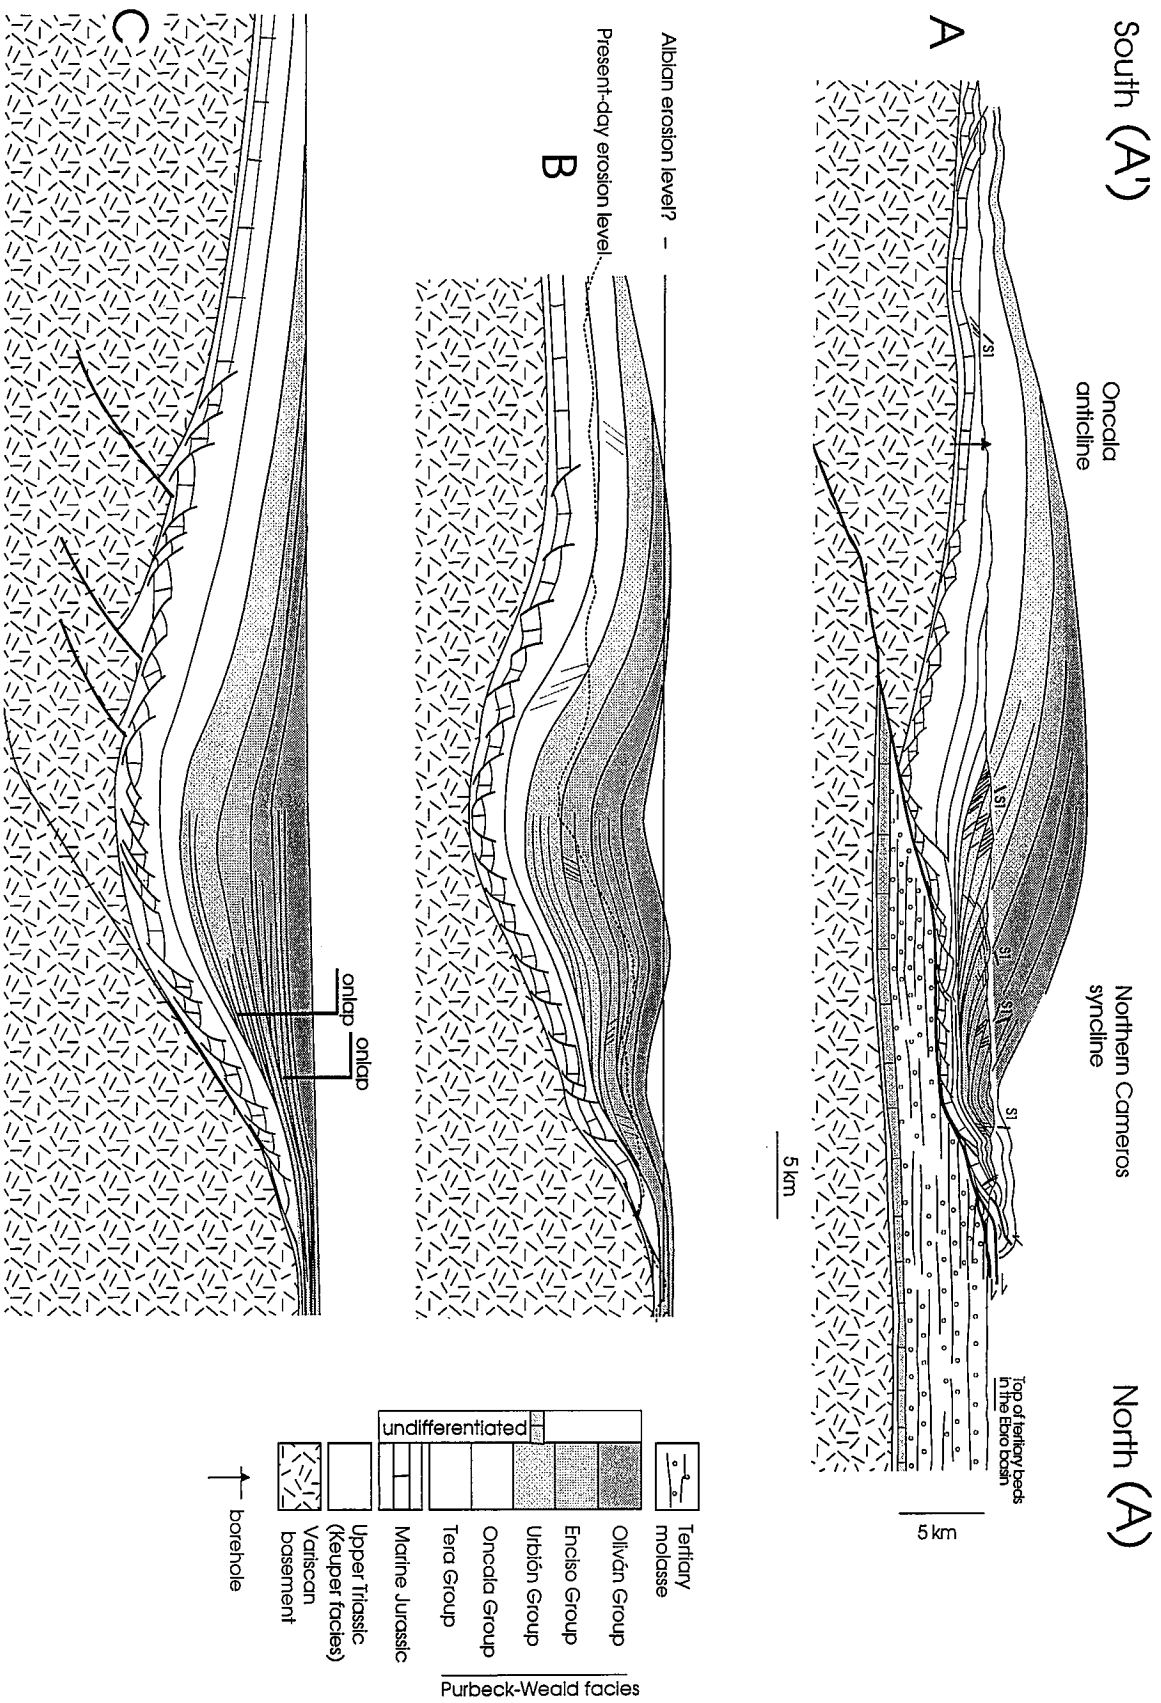 South (A')
North (A)
Oncala
anticline
Northern Cameros
syncline
A
S1
S1
S1
S1
S1
Top of tertiary beds
in the Ebro basin
5 km
5 km
Albian erosion level?
Present-day erosion level
B
C
onlap
onlap
undifferentiated
Tertiary
molasse
Oliván Group
Enciso Group
Urbión Group
Oncala Group
Tera Group
Marine Jurassic
Upper Triassic
(Keuper facies)
Variscan
basement
borehole
Purbeck-Weald facies